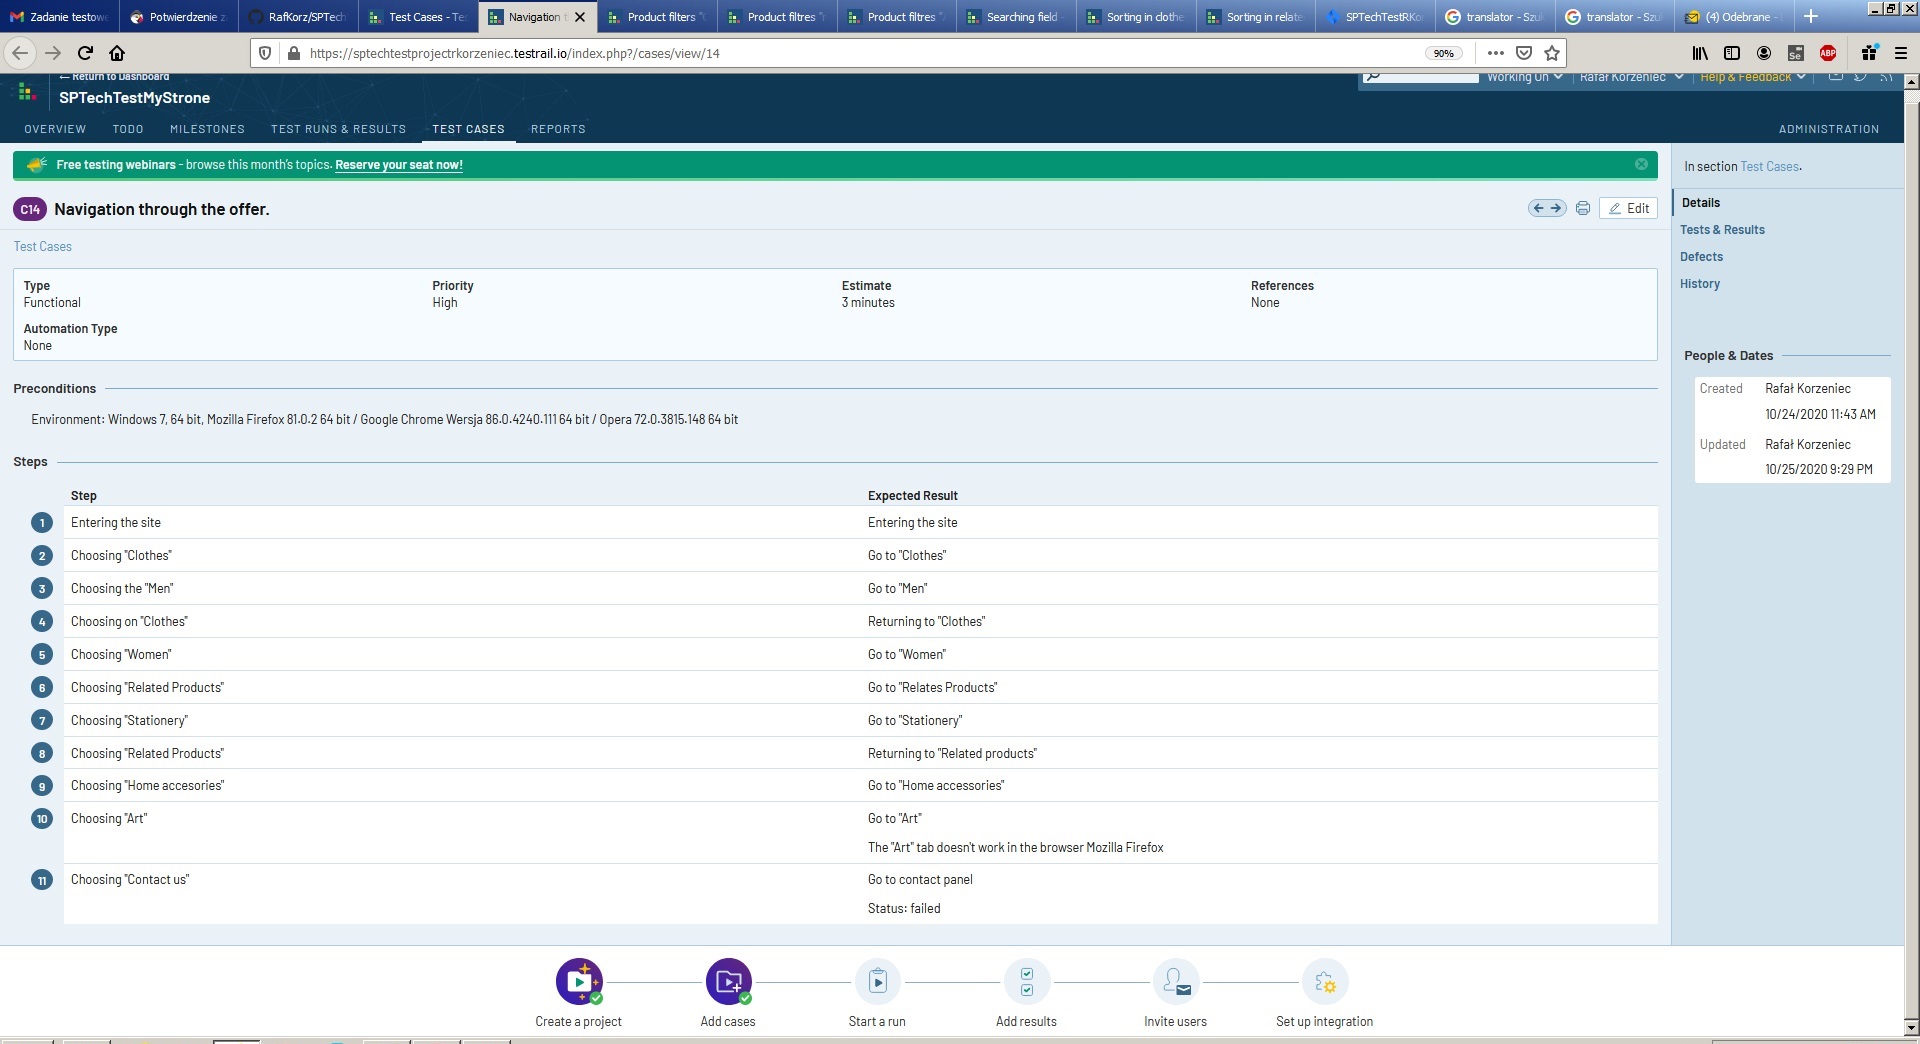 Zadanie testowe
Potwierdzenie z
RafKorz/SPTech
Test Cases - Te
Navigation t
Product filters "C
Product filtres "r
Product filtres "A
Searching field
Sorting in clothe
Sorting in relate
SPTechTestRKor
translator - Szuk
translator - Szuk
(4) Odebrane -
https://sptechtestprojectrkorzeniec.testrail.io/index.php?/cases/view/14
90%
← Return to Dashboard
Working On
Rafał Korzeniec
Help & Feedback
SPTechTestMyStrone
OVERVIEW TODO MILESTONES TEST RUNS & RESULTS TEST CASES REPORTS ADMINISTRATION
Free testing webinars - browse this month's topics. Reserve your seat now!
In section Test Cases.
C14 Navigation through the offer.
Edit
Details
Tests & Results
Defects
History
Test Cases
Type Priority Estimate References
Functional High 3 minutes None
Automation Type
None
People & Dates
Created Rafał Korzeniec
10/24/2020 11:43 AM
Updated Rafał Korzeniec
10/25/2020 9:29 PM
Preconditions
Environment: Windows 7, 64 bit, Mozilla Firefox 81.0.2 64 bit / Google Chrome Wersja 86.0.4240.111 64 bit / Opera 72.0.3815.148 64 bit
Steps
Step Expected Result
1 Entering the site Entering the site
2 Choosing "Clothes" Go to "Clothes"
3 Choosing the "Men" Go to "Men"
4 Choosing on "Clothes" Returning to "Clothes"
5 Choosing "Women" Go to "Women"
6 Choosing "Related Products" Go to "Relates Products"
7 Choosing "Stationery" Go to "Stationery"
8 Choosing "Related Products" Returning to "Related products"
9 Choosing "Home accesories" Go to "Home accessories"
10 Choosing "Art" Go to "Art"
The "Art" tab doesn't work in the browser Mozilla Firefox
11 Choosing "Contact us" Go to contact panel
Status: failed
Create a project Add cases Start a run Add results Invite users Set up integration